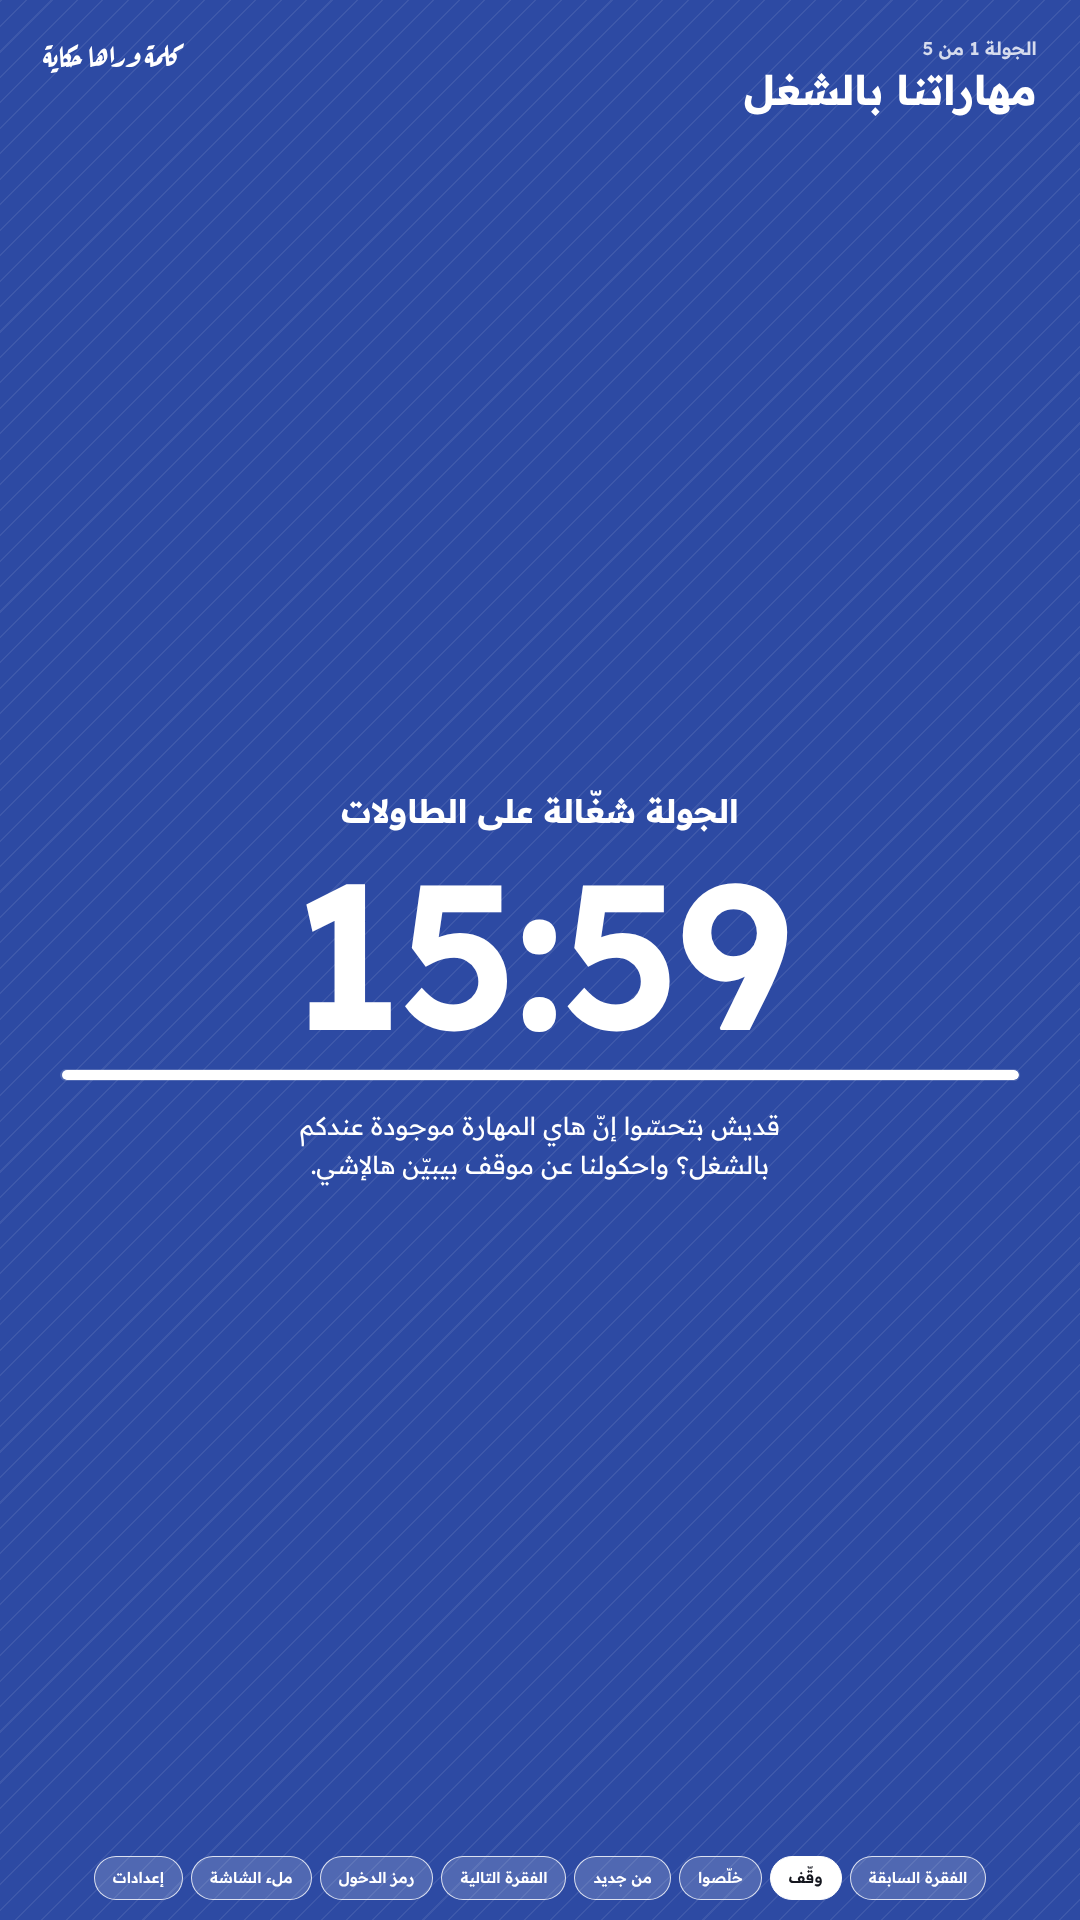 الجولة 1 من 5
مهاراتنا بالشغل
كلمة وراها حكاية
الجولة شغّالة على الطاولات
15:59
قديش بتحسّوا إنّ هاي المهارة موجودة عندكم
بالشغل؟ واحكولنا عن موقف بيبيّن هالإشي.
الفقرة السابقة
وقّف
خلّصوا
من جديد
الفقرة التالية
رمز الدخول
ملء الشاشة
إعدادات